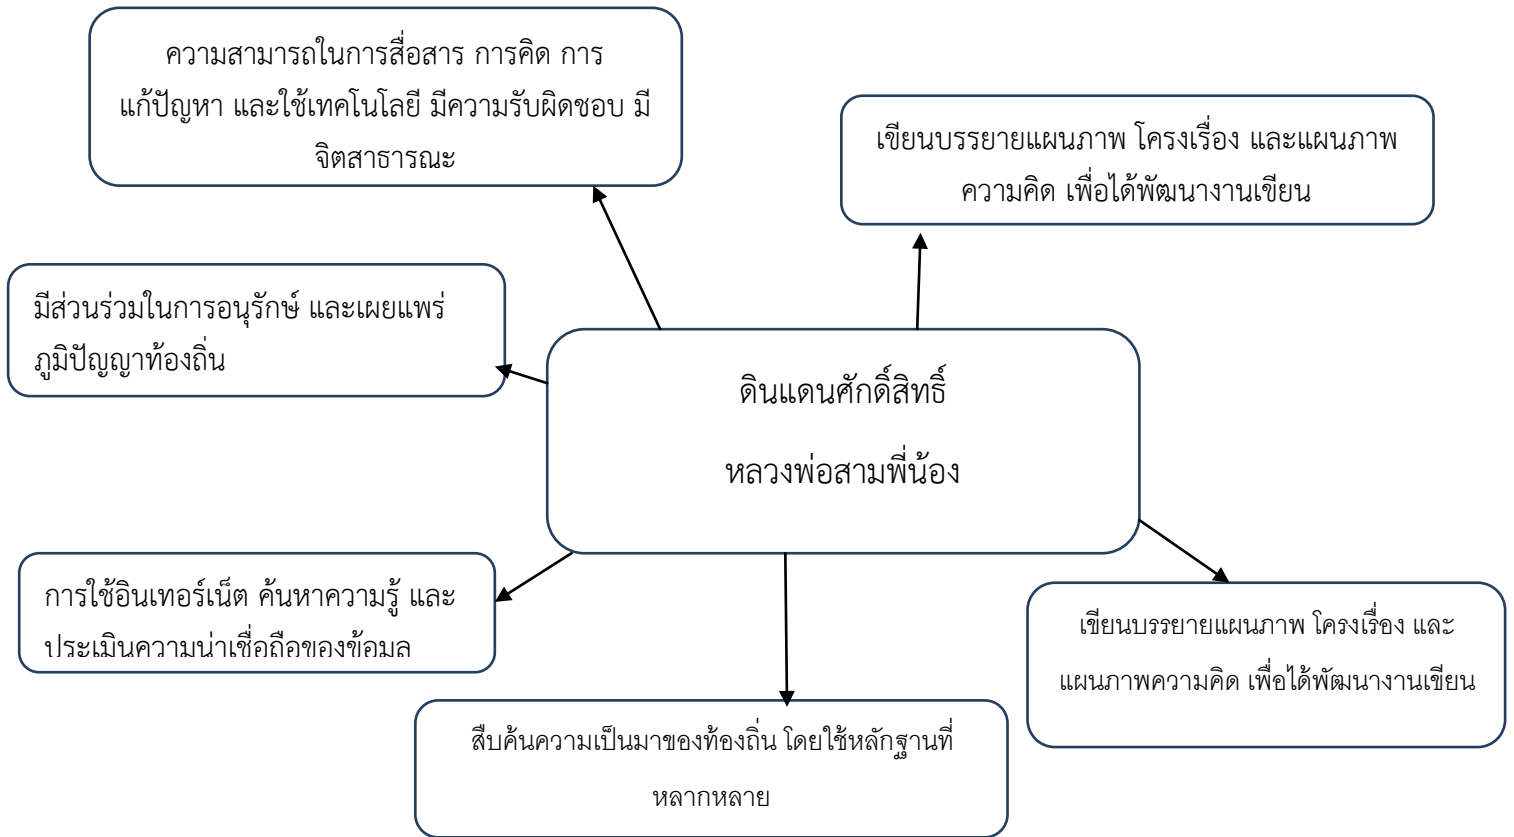 ความสามารถในการสื่อสาร การคิด การ
แก้ปัญหา และใช้เทคโนโลยี มีความรับผิดชอบ มี
จิตสาธารณะ
เขียนบรรยายแผนภาพ โครงเรื่อง และแผนภาพ
ความคิด เพื่อได้พัฒนางานเขียน
มีส่วนร่วมในการอนุรักษ์ และเผยแพร่
ภูมิปัญญาท้องถิ่น
ดินแดนศักดิ์สิทธิ์
หลวงพ่อสามพี่น้อง
การใช้อินเทอร์เน็ต ค้นหาความรู้ และ
ประเมินความน่าเชื่อถือของข้อมูล
เขียนบรรยายแผนภาพ โครงเรื่อง และ
แผนภาพความคิด เพื่อได้พัฒนางานเขียน
สืบค้นความเป็นมาของท้องถิ่น โดยใช้หลักฐานที่
หลากหลาย